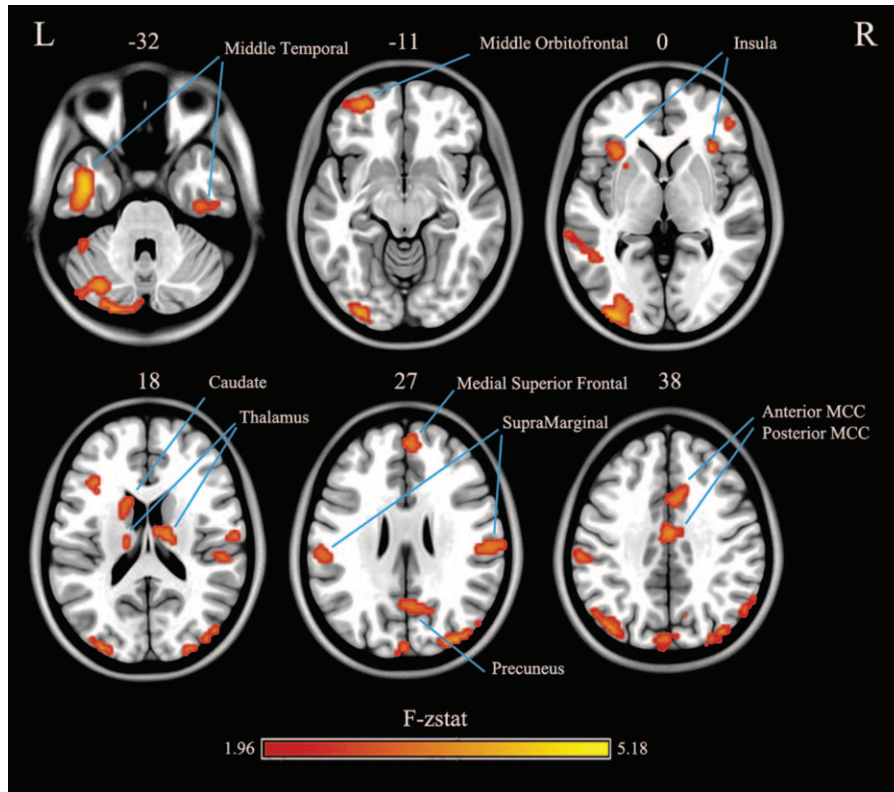 L
-32
Middle Temporal
-11
Middle Orbitofrontal
0
Insula
R
18
Caudate
Thalamus
27
Medial Superior Frontal
SupraMarginal
38
Anterior MCC
Posterior MCC
Precuneus
F-zstat
1.96
5.18